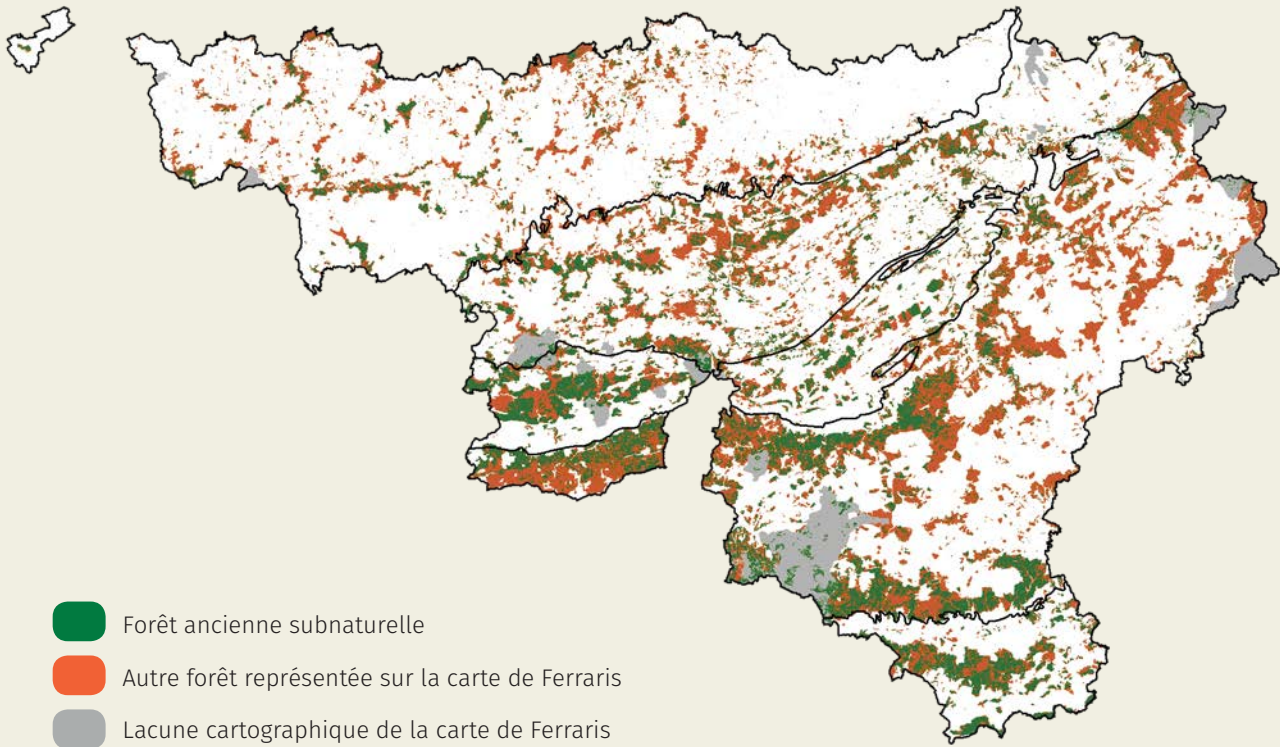 Forêt ancienne subnaturelle
Autre forêt représentée sur la carte de Ferraris
Lacune cartographique de la carte de Ferraris